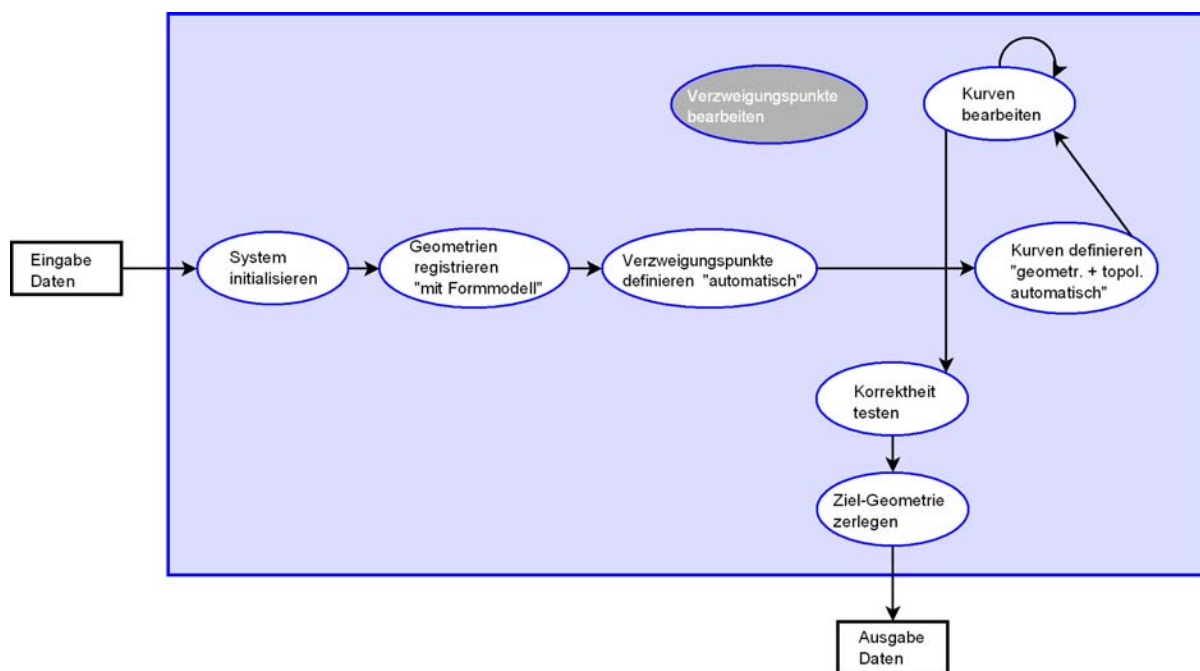 Verzweigungspunkte
bearbeiten
Kurven
bearbeiten
Eingabe
Daten
System
initialisieren
Geometrien
registrieren
"mit Formmodell"
Verzweigungspunkte
definieren "automatisch"
Kurven definieren
"geometr. + topol.
automatisch"
Korrektheit
testen
Ziel-Geometrie
zerlegen
Ausgabe
Daten